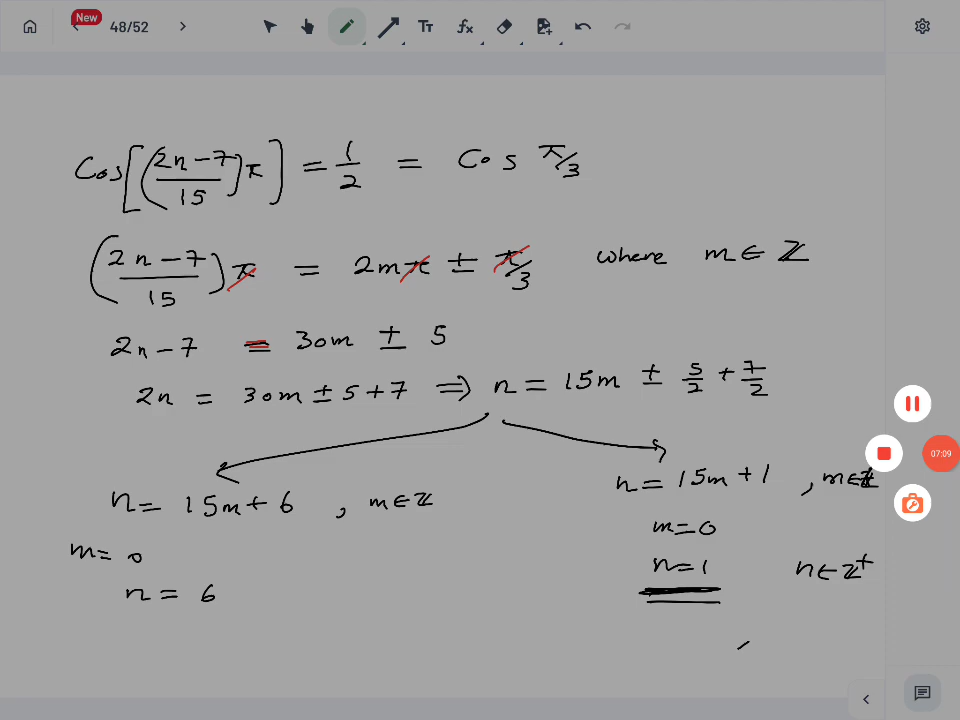 New
48/52
Cos[((2n-7)/15)π] = 1/2 = Cos π/3
((2n-7)/15)π = 2mπ ± π/3 where m∈ℤ
2n-7 = 30m ± 5
2n = 30m ± 5+7 ⟹ n = 15m ± 5/2 + 7/2
n = 15m+6 , m∈ℤ
m= 0
n = 6
n = 15m+1 , m∈ℤ
m=0
n=1 n∈ℤ⁺
07:09